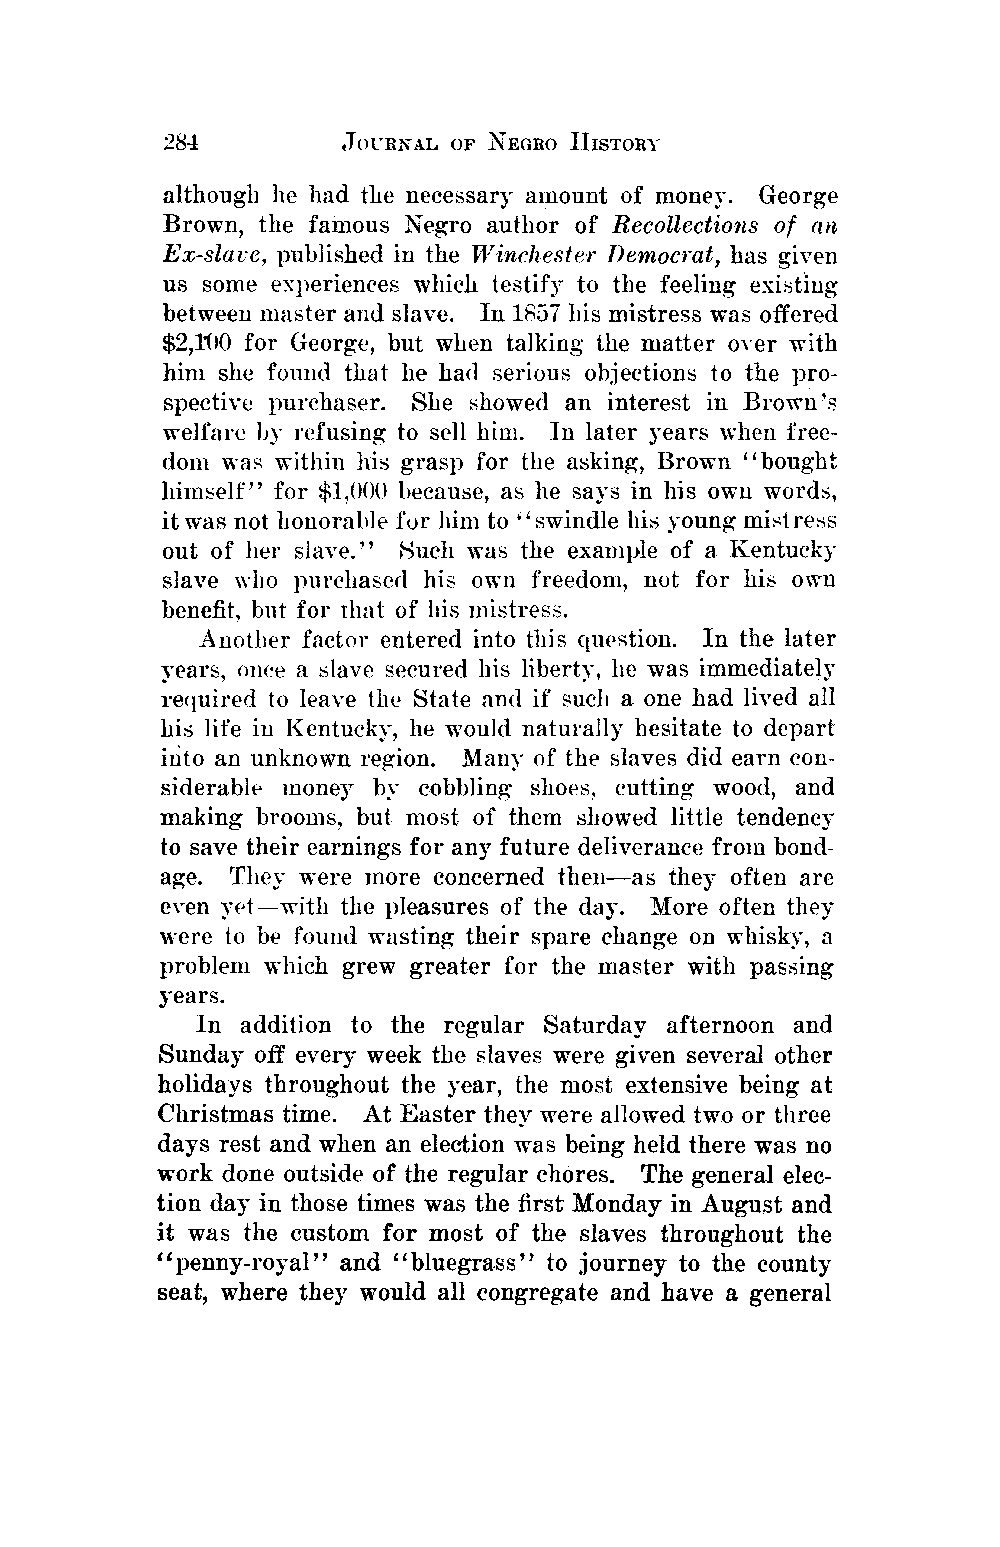 284 JOURNAL OF NEGRO HISTORY
although he had the necessary amount of money. George
Brown, the famous Negro author of Recollections of an
Ex-slave, published in the Winchester Democrat, has given
us some experiences which testify to the feeling existing
between master and slave. In 1857 his mistress was offered
$2,100 for George, but when talking the matter over with
him she found that he had serious objections to the pro-
spective purchaser. She showed an interest in Brown's
welfare by refusing to sell him. In later years when free-
dom was within his grasp for the asking, Brown "bought
himself" for $1,000 because, as he says in his own words,
it was not honorable for him to "swindle his young mistress
out of her slave." Such was the example of a Kentucky
slave who purchased his own freedom, not for his own
benefit, but for that of his mistress.
Another factor entered into this question. In the later
years, once a slave secured his liberty, he was immediately
required to leave the State and if such a one had lived all
his life in Kentucky, he would naturally hesitate to depart
into an unknown region. Many of the slaves did earn con-
siderable money by cobbling shoes, cutting wood, and
making brooms, but most of them showed little tendency
to save their earnings for any future deliverance from bond-
age. They were more concerned then—as they often are
even yet—with the pleasures of the day. More often they
were to be found wasting their spare change on whisky, a
problem which grew greater for the master with passing
years.
In addition to the regular Saturday afternoon and
Sunday off every week the slaves were given several other
holidays throughout the year, the most extensive being at
Christmas time. At Easter they were allowed two or three
days rest and when an election was being held there was no
work done outside of the regular chores. The general elec-
tion day in those times was the first Monday in August and
it was the custom for most of the slaves throughout the
"penny-royal" and "bluegrass" to journey to the county
seat, where they would all congregate and have a general